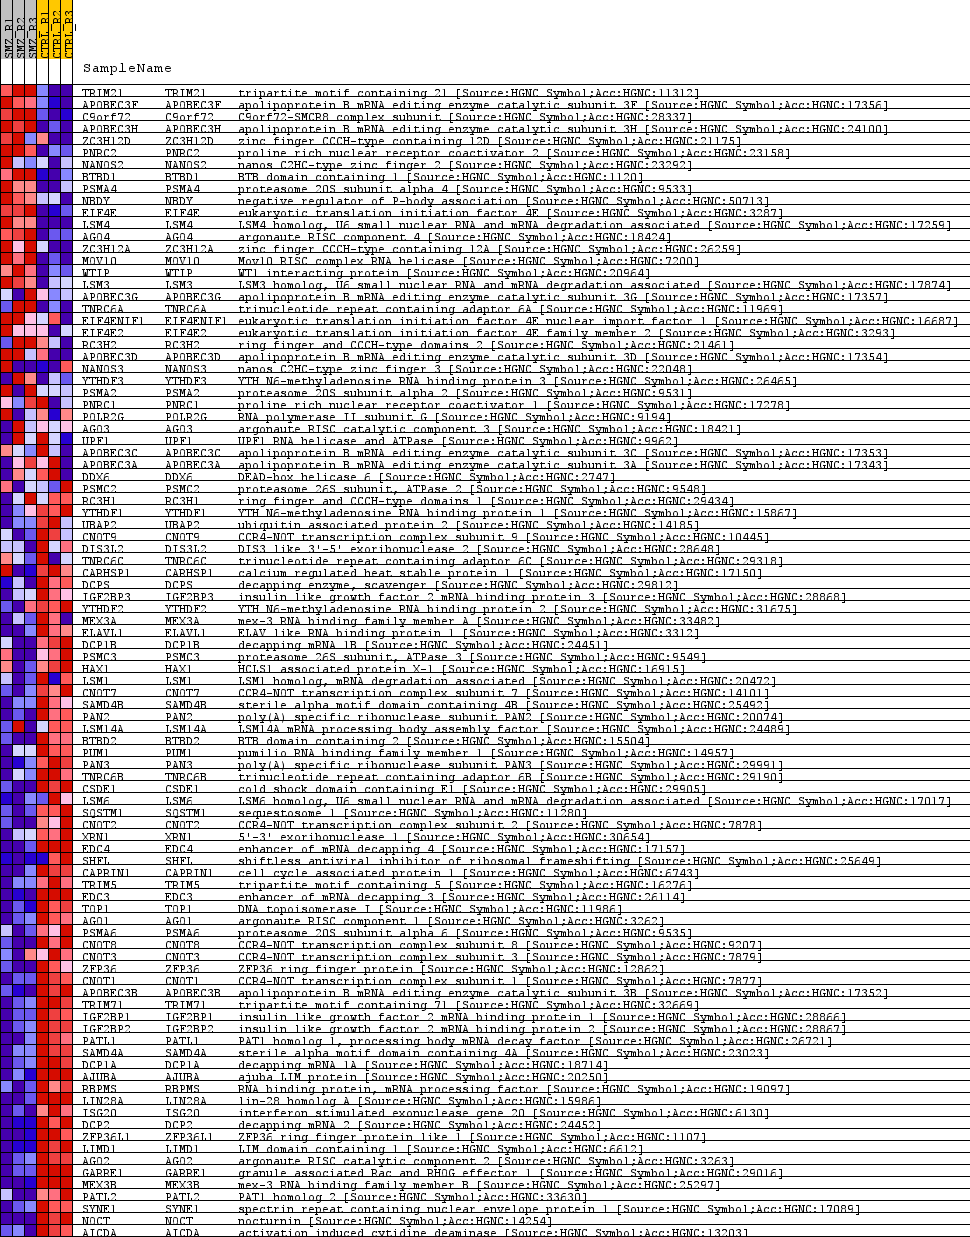 SMZ_R1
SMZ_R2
SMZ_R3
CTRL_R1
CTRL_R2
CTRL_R3
SampleName
TRIM21 TRIM21 tripartite motif containing 21 [Source:HGNC Symbol;Acc:HGNC:11312]
APOBEC3F APOBEC3F apolipoprotein B mRNA editing enzyme catalytic subunit 3F [Source:HGNC Symbol;Acc:HGNC:17356]
C9orf72 C9orf72 C9orf72-SMCR8 complex subunit [Source:HGNC Symbol;Acc:HGNC:28337]
APOBEC3H APOBEC3H apolipoprotein B mRNA editing enzyme catalytic subunit 3H [Source:HGNC Symbol;Acc:HGNC:24100]
ZC3H12D ZC3H12D zinc finger CCCH-type containing 12D [Source:HGNC Symbol;Acc:HGNC:21175]
PNRC2 PNRC2 proline rich nuclear receptor coactivator 2 [Source:HGNC Symbol;Acc:HGNC:23158]
NANOS2 NANOS2 nanos C2HC-type zinc finger 2 [Source:HGNC Symbol;Acc:HGNC:23292]
BTBD1 BTBD1 BTB domain containing 1 [Source:HGNC Symbol;Acc:HGNC:1120]
PSMA4 PSMA4 proteasome 20S subunit alpha 4 [Source:HGNC Symbol;Acc:HGNC:9533]
NBDY NBDY negative regulator of P-body association [Source:HGNC Symbol;Acc:HGNC:50713]
EIF4E EIF4E eukaryotic translation initiation factor 4E [Source:HGNC Symbol;Acc:HGNC:3287]
LSM4 LSM4 LSM4 homolog, U6 small nuclear RNA and mRNA degradation associated [Source:HGNC Symbol;Acc:HGNC:17259]
AGO4 AGO4 argonaute RISC component 4 [Source:HGNC Symbol;Acc:HGNC:18424]
ZC3H12A ZC3H12A zinc finger CCCH-type containing 12A [Source:HGNC Symbol;Acc:HGNC:26259]
MOV10 MOV10 Mov10 RISC complex RNA helicase [Source:HGNC Symbol;Acc:HGNC:7200]
WTIP WTIP WT1 interacting protein [Source:HGNC Symbol;Acc:HGNC:20964]
LSM3 LSM3 LSM3 homolog, U6 small nuclear RNA and mRNA degradation associated [Source:HGNC Symbol;Acc:HGNC:17874]
APOBEC3G APOBEC3G apolipoprotein B mRNA editing enzyme catalytic subunit 3G [Source:HGNC Symbol;Acc:HGNC:17357]
TNRC6A TNRC6A trinucleotide repeat containing adaptor 6A [Source:HGNC Symbol;Acc:HGNC:11969]
EIF4ENIF1 EIF4ENIF1 eukaryotic translation initiation factor 4E nuclear import factor 1 [Source:HGNC Symbol;Acc:HGNC:16687]
EIF4E2 EIF4E2 eukaryotic translation initiation factor 4E family member 2 [Source:HGNC Symbol;Acc:HGNC:3293]
RC3H2 RC3H2 ring finger and CCCH-type domains 2 [Source:HGNC Symbol;Acc:HGNC:21461]
APOBEC3D APOBEC3D apolipoprotein B mRNA editing enzyme catalytic subunit 3D [Source:HGNC Symbol;Acc:HGNC:17354]
NANOS3 NANOS3 nanos C2HC-type zinc finger 3 [Source:HGNC Symbol;Acc:HGNC:22048]
YTHDF3 YTHDF3 YTH N6-methyladenosine RNA binding protein 3 [Source:HGNC Symbol;Acc:HGNC:26465]
PSMA2 PSMA2 proteasome 20S subunit alpha 2 [Source:HGNC Symbol;Acc:HGNC:9531]
PNRC1 PNRC1 proline rich nuclear receptor coactivator 1 [Source:HGNC Symbol;Acc:HGNC:17278]
POLR2G POLR2G RNA polymerase II subunit G [Source:HGNC Symbol;Acc:HGNC:9194]
AGO3 AGO3 argonaute RISC catalytic component 3 [Source:HGNC Symbol;Acc:HGNC:18421]
UPF1 UPF1 UPF1 RNA helicase and ATPase [Source:HGNC Symbol;Acc:HGNC:9962]
APOBEC3C APOBEC3C apolipoprotein B mRNA editing enzyme catalytic subunit 3C [Source:HGNC Symbol;Acc:HGNC:17353]
APOBEC3A APOBEC3A apolipoprotein B mRNA editing enzyme catalytic subunit 3A [Source:HGNC Symbol;Acc:HGNC:17343]
DDX6 DDX6 DEAD-box helicase 6 [Source:HGNC Symbol;Acc:HGNC:2747]
PSMC2 PSMC2 proteasome 26S subunit, ATPase 2 [Source:HGNC Symbol;Acc:HGNC:9548]
RC3H1 RC3H1 ring finger and CCCH-type domains 1 [Source:HGNC Symbol;Acc:HGNC:29434]
YTHDF1 YTHDF1 YTH N6-methyladenosine RNA binding protein 1 [Source:HGNC Symbol;Acc:HGNC:15867]
UBAP2 UBAP2 ubiquitin associated protein 2 [Source:HGNC Symbol;Acc:HGNC:14185]
CNOT9 CNOT9 CCR4-NOT transcription complex subunit 9 [Source:HGNC Symbol;Acc:HGNC:10445]
DIS3L2 DIS3L2 DIS3 like 3'-5' exoribonuclease 2 [Source:HGNC Symbol;Acc:HGNC:28648]
TNRC6C TNRC6C trinucleotide repeat containing adaptor 6C [Source:HGNC Symbol;Acc:HGNC:29318]
CARHSP1 CARHSP1 calcium regulated heat stable protein 1 [Source:HGNC Symbol;Acc:HGNC:17150]
DCPS DCPS decapping enzyme, scavenger [Source:HGNC Symbol;Acc:HGNC:29812]
IGF2BP3 IGF2BP3 insulin like growth factor 2 mRNA binding protein 3 [Source:HGNC Symbol;Acc:HGNC:28868]
YTHDF2 YTHDF2 YTH N6-methyladenosine RNA binding protein 2 [Source:HGNC Symbol;Acc:HGNC:31675]
MEX3A MEX3A mex-3 RNA binding family member A [Source:HGNC Symbol;Acc:HGNC:33482]
ELAVL1 ELAVL1 ELAV like RNA binding protein 1 [Source:HGNC Symbol;Acc:HGNC:3312]
DCP1B DCP1B decapping mRNA 1B [Source:HGNC Symbol;Acc:HGNC:24451]
PSMC3 PSMC3 proteasome 26S subunit, ATPase 3 [Source:HGNC Symbol;Acc:HGNC:9549]
HAX1 HAX1 HCLS1 associated protein X-1 [Source:HGNC Symbol;Acc:HGNC:16915]
LSM1 LSM1 LSM1 homolog, mRNA degradation associated [Source:HGNC Symbol;Acc:HGNC:20472]
CNOT7 CNOT7 CCR4-NOT transcription complex subunit 7 [Source:HGNC Symbol;Acc:HGNC:14101]
SAMD4B SAMD4B sterile alpha motif domain containing 4B [Source:HGNC Symbol;Acc:HGNC:25492]
PAN2 PAN2 poly(A) specific ribonuclease subunit PAN2 [Source:HGNC Symbol;Acc:HGNC:20074]
LSM14A LSM14A LSM14A mRNA processing body assembly factor [Source:HGNC Symbol;Acc:HGNC:24489]
BTBD2 BTBD2 BTB domain containing 2 [Source:HGNC Symbol;Acc:HGNC:15504]
PUM1 PUM1 pumilio RNA binding family member 1 [Source:HGNC Symbol;Acc:HGNC:14957]
PAN3 PAN3 poly(A) specific ribonuclease subunit PAN3 [Source:HGNC Symbol;Acc:HGNC:29991]
TNRC6B TNRC6B trinucleotide repeat containing adaptor 6B [Source:HGNC Symbol;Acc:HGNC:29190]
CSDE1 CSDE1 cold shock domain containing E1 [Source:HGNC Symbol;Acc:HGNC:29905]
LSM6 LSM6 LSM6 homolog, U6 small nuclear RNA and mRNA degradation associated [Source:HGNC Symbol;Acc:HGNC:17017]
SQSTM1 SQSTM1 sequestosome 1 [Source:HGNC Symbol;Acc:HGNC:11280]
CNOT2 CNOT2 CCR4-NOT transcription complex subunit 2 [Source:HGNC Symbol;Acc:HGNC:7878]
XRN1 XRN1 5'-3' exoribonuclease 1 [Source:HGNC Symbol;Acc:HGNC:30654]
EDC4 EDC4 enhancer of mRNA decapping 4 [Source:HGNC Symbol;Acc:HGNC:17157]
SHFL SHFL shiftless antiviral inhibitor of ribosomal frameshifting [Source:HGNC Symbol;Acc:HGNC:25649]
CAPRIN1 CAPRIN1 cell cycle associated protein 1 [Source:HGNC Symbol;Acc:HGNC:6743]
TRIM5 TRIM5 tripartite motif containing 5 [Source:HGNC Symbol;Acc:HGNC:16276]
EDC3 EDC3 enhancer of mRNA decapping 3 [Source:HGNC Symbol;Acc:HGNC:26114]
TOP1 TOP1 DNA topoisomerase I [Source:HGNC Symbol;Acc:HGNC:11986]
AGO1 AGO1 argonaute RISC component 1 [Source:HGNC Symbol;Acc:HGNC:3262]
PSMA6 PSMA6 proteasome 20S subunit alpha 6 [Source:HGNC Symbol;Acc:HGNC:9535]
CNOT8 CNOT8 CCR4-NOT transcription complex subunit 8 [Source:HGNC Symbol;Acc:HGNC:9207]
CNOT3 CNOT3 CCR4-NOT transcription complex subunit 3 [Source:HGNC Symbol;Acc:HGNC:7879]
ZFP36 ZFP36 ZFP36 ring finger protein [Source:HGNC Symbol;Acc:HGNC:12862]
CNOT1 CNOT1 CCR4-NOT transcription complex subunit 1 [Source:HGNC Symbol;Acc:HGNC:7877]
APOBEC3B APOBEC3B apolipoprotein B mRNA editing enzyme catalytic subunit 3B [Source:HGNC Symbol;Acc:HGNC:17352]
TRIM71 TRIM71 tripartite motif containing 71 [Source:HGNC Symbol;Acc:HGNC:32669]
IGF2BP1 IGF2BP1 insulin like growth factor 2 mRNA binding protein 1 [Source:HGNC Symbol;Acc:HGNC:28866]
IGF2BP2 IGF2BP2 insulin like growth factor 2 mRNA binding protein 2 [Source:HGNC Symbol;Acc:HGNC:28867]
PATL1 PATL1 PAT1 homolog 1, processing body mRNA decay factor [Source:HGNC Symbol;Acc:HGNC:26721]
SAMD4A SAMD4A sterile alpha motif domain containing 4A [Source:HGNC Symbol;Acc:HGNC:23023]
DCP1A DCP1A decapping mRNA 1A [Source:HGNC Symbol;Acc:HGNC:18714]
AJUBA AJUBA ajuba LIM protein [Source:HGNC Symbol;Acc:HGNC:20250]
RBPMS RBPMS RNA binding protein, mRNA processing factor [Source:HGNC Symbol;Acc:HGNC:19097]
LIN28A LIN28A lin-28 homolog A [Source:HGNC Symbol;Acc:HGNC:15986]
ISG20 ISG20 interferon stimulated exonuclease gene 20 [Source:HGNC Symbol;Acc:HGNC:6130]
DCP2 DCP2 decapping mRNA 2 [Source:HGNC Symbol;Acc:HGNC:24452]
ZFP36L1 ZFP36L1 ZFP36 ring finger protein like 1 [Source:HGNC Symbol;Acc:HGNC:1107]
LIMD1 LIMD1 LIM domain containing 1 [Source:HGNC Symbol;Acc:HGNC:6612]
AGO2 AGO2 argonaute RISC catalytic component 2 [Source:HGNC Symbol;Acc:HGNC:3263]
GARRE1 GARRE1 granule associated Rac and RHOG effector 1 [Source:HGNC Symbol;Acc:HGNC:29016]
MEX3B MEX3B mex-3 RNA binding family member B [Source:HGNC Symbol;Acc:HGNC:25297]
PATL2 PATL2 PAT1 homolog 2 [Source:HGNC Symbol;Acc:HGNC:33630]
SYNE1 SYNE1 spectrin repeat containing nuclear envelope protein 1 [Source:HGNC Symbol;Acc:HGNC:17089]
NOCT NOCT nocturnin [Source:HGNC Symbol;Acc:HGNC:14254]
AICDA AICDA activation induced cytidine deaminase [Source:HGNC Symbol;Acc:HGNC:13203]